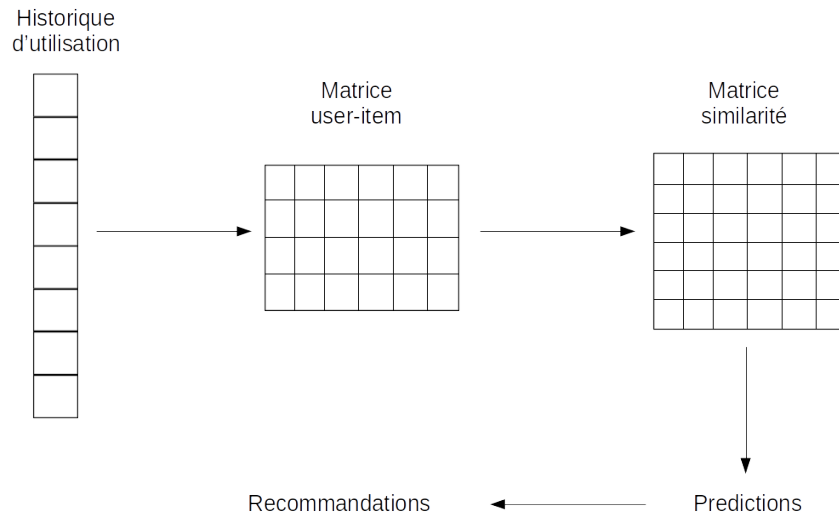 Historique
d'utilisation
Matrice
user-item
Matrice
similarité
Recommandations
Predictions